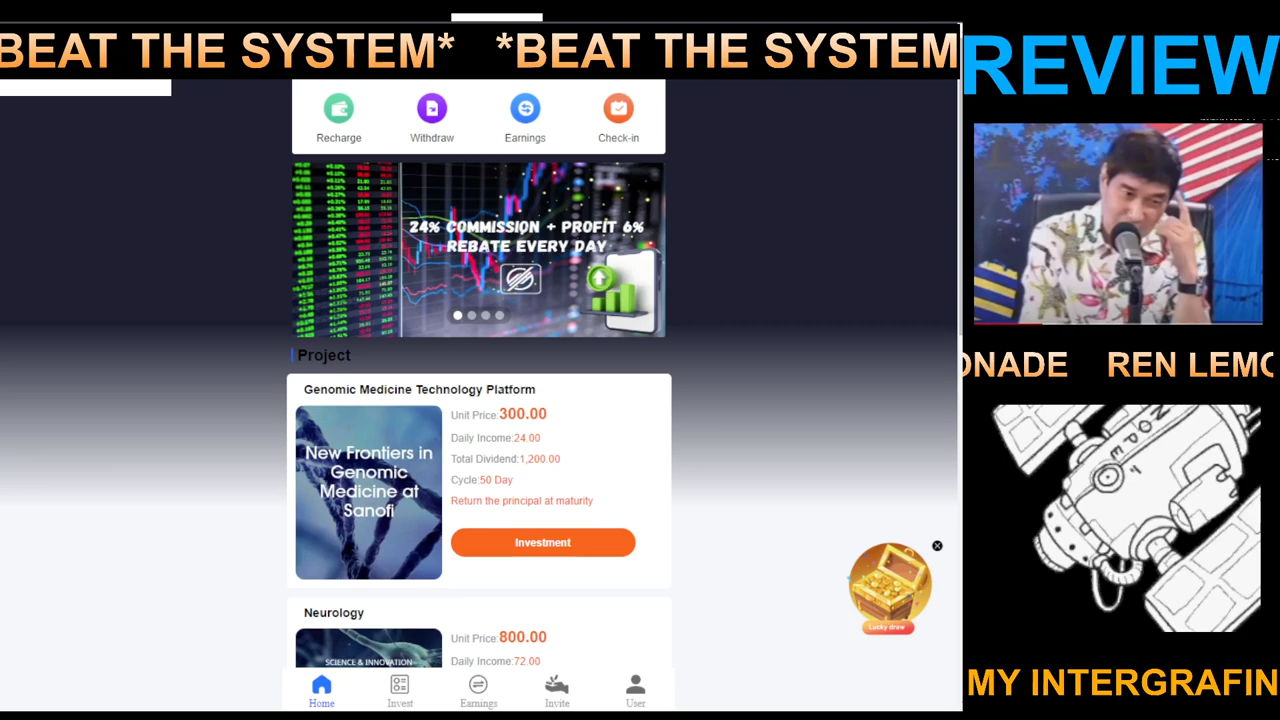 BEAT THE SYSTEM* *BEAT THE SYSTEM
REVIEW
Recharge
Withdraw
Earnings
Check-in
24% COMMISSION + PROFIT 6%
REBATE EVERY DAY
Project
Genomic Medicine Technology Platform
New Frontiers in
Genomic
Medicine at
Sanofi
Unit Price:300.00
Daily Income:24.00
Total Dividend:1,200.00
Cycle:50 Day
Return the principal at maturity
Investment
Neurology
SCIENCE & INNOVATION
Unit Price:800.00
Daily Income:72.00
Lucky draw
Home
Invest
Earnings
Invite
User
ONADE REN LEMO
MY INTERGRAFIN